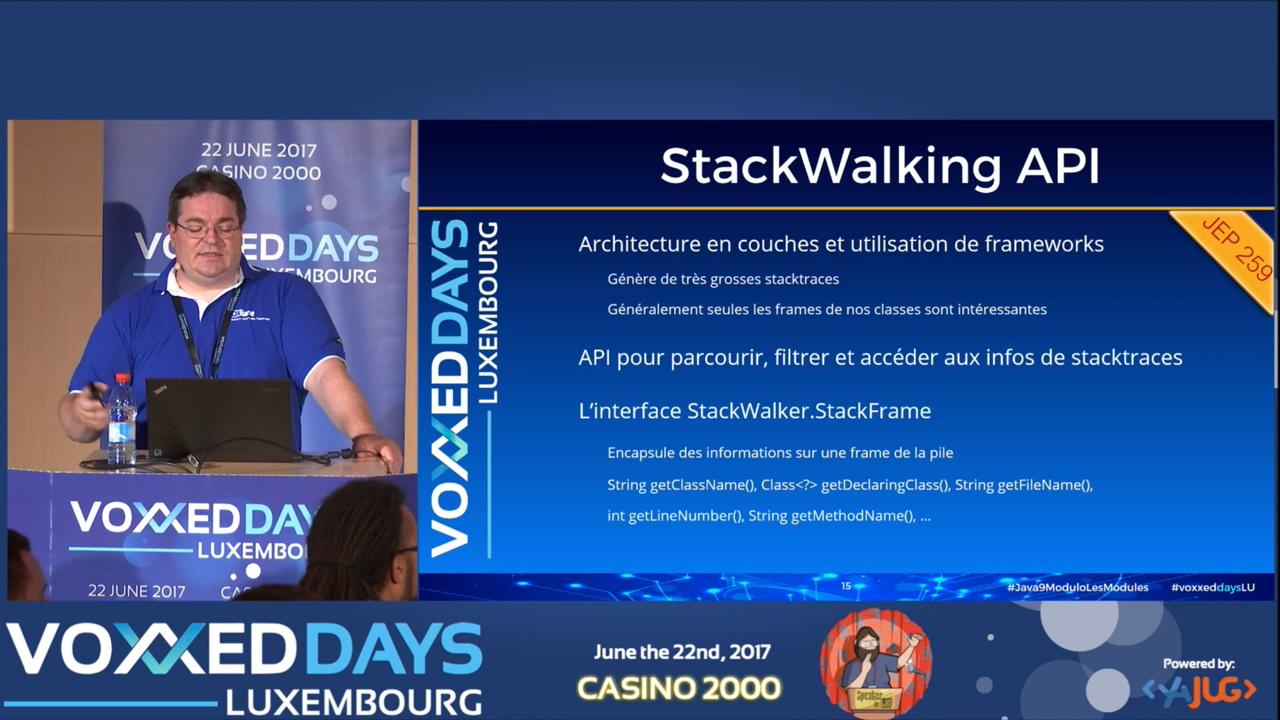 22 JUNE 2017
CASINO 2000
VOXXED DAYS
LUXEMBOURG
ThinkPad
VOXXED DAY
LUXEMBOU
22 JUNE 2017
CAS
StackWalking API
JEP 259
VOXXED DAYS
LUXEMBOURG
Architecture en couches et utilisation de frameworks
Génère de très grosses stacktraces
Généralement seules les frames de nos classes sont intéressantes
API pour parcourir, filtrer et accéder aux infos de stacktraces
L'interface StackWalker.StackFrame
Encapsule des informations sur une frame de la pile
String getClassName(), Class<?> getDeclaringClass(), String getFileName(),
int getLineNumber(), String getMethodName(), ...
15
#Java9ModuloLesModules
#voxxeddaysLU
VOXXED DAYS
LUXEMBOURG
June the 22nd, 2017
CASINO 2000
Speaker
Powered by:
<YAJUG>